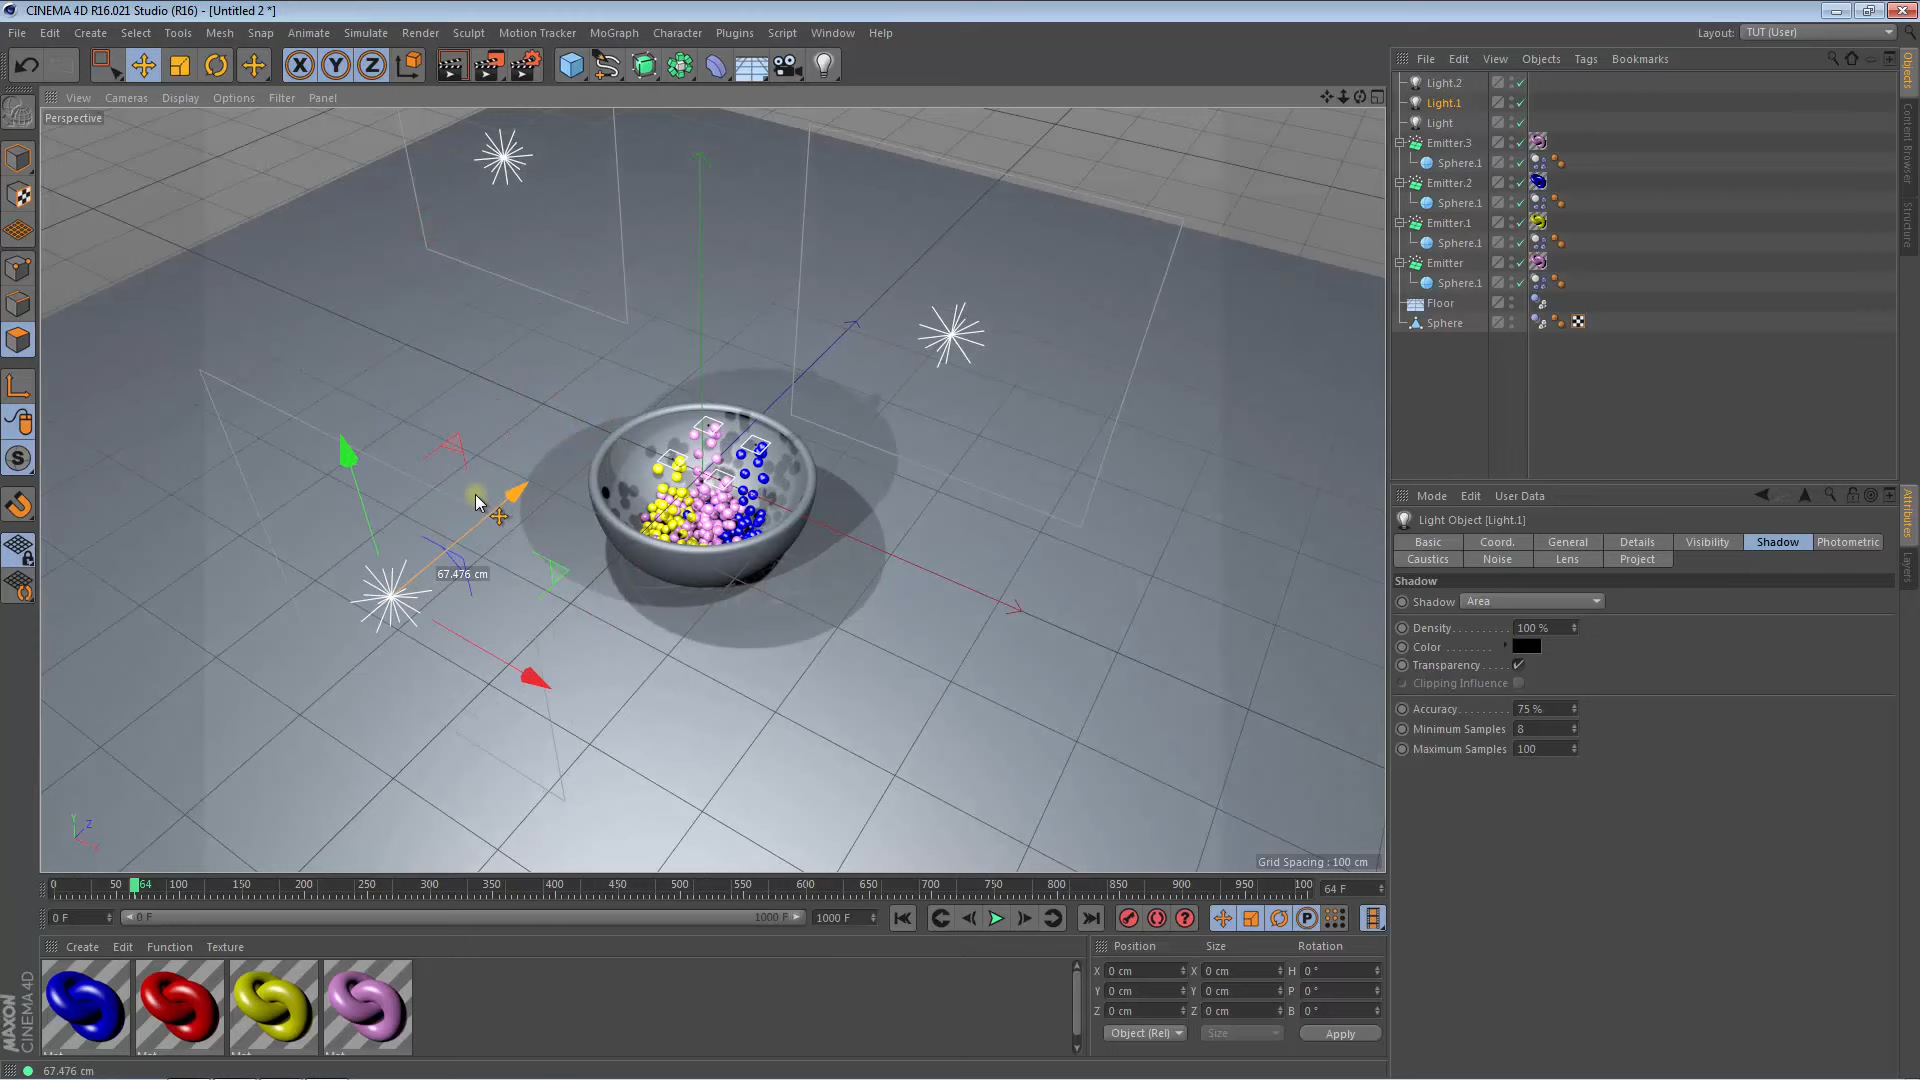 CINEMA 4D R16.021 Studio (R16) - [Untitled 2 *]
File Edit Create Select Tools Mesh Snap Animate Simulate Render Sculpt Motion Tracker MoGraph Character Plugins Script Window Help
Layout: TUT (User)
X Y Z
View Cameras Display Options Filter Panel
Perspective
67.476 cm
Y Z X
Grid Spacing : 100 cm
File Edit View Objects Tags Bookmarks
Light.2
Light.1
Light
Emitter.3
Sphere.1
Emitter.2
Sphere.1
Emitter.1
Sphere.1
Emitter
Sphere.1
Floor
Sphere
Objects
Content Browser
Structure
Mode Edit User Data
Light Object [Light.1]
Basic Coord. General Details Visibility Shadow Photometric
Caustics Noise Lens Project
Shadow
Shadow Area
Density 100 %
Color
Transparency
Clipping Influence
Accuracy 75 %
Minimum Samples 8
Maximum Samples 100
Attributes
Layers
0 50 64 100 150 200 250 300 350 400 450 500 550 600 650 700 750 800 850 900 950 100 64 F
0 F 0 F 1000 F 1000 F
Create Edit Function Texture
Position Size Rotation
X 0 cm X 0 cm H 0 °
Y 0 cm Y 0 cm P 0 °
Z 0 cm Z 0 cm B 0 °
Object (Rel) Size Apply
MAXON
CINEMA 4D
67.476 cm